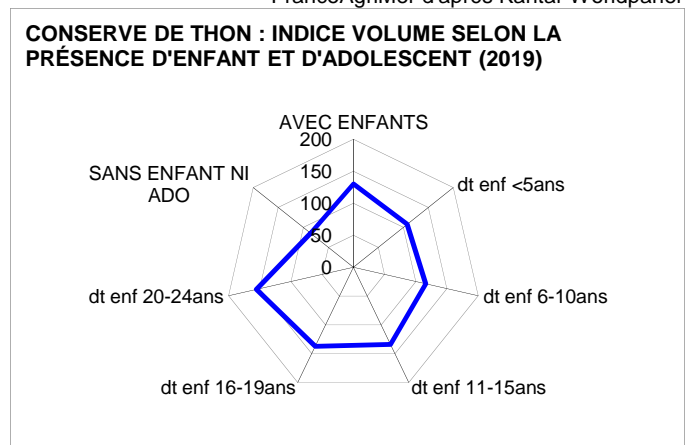 FranceAgriMer d'après Kantar Worldpanel
CONSERVE DE THON : INDICE VOLUME SELON LA
PRÉSENCE D'ENFANT ET D'ADOLESCENT (2019)
AVEC ENFANTS
200
150
100
50
0
SANS ENFANT NI
ADO
dt enf <5ans
dt enf 20-24ans
dt enf 6-10ans
dt enf 16-19ans
dt enf 11-15ans